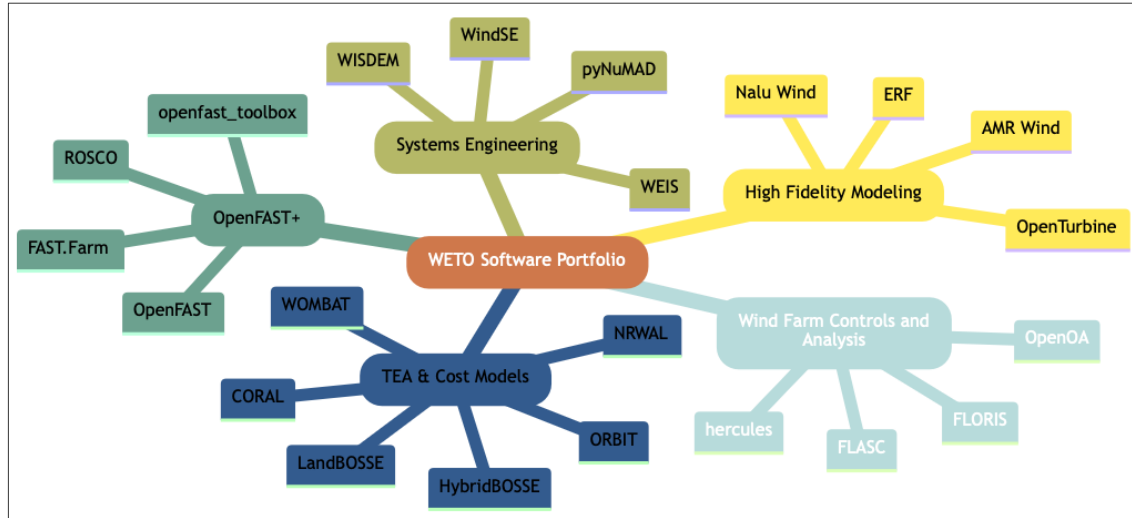 WindSE
WISDEM
pyNuMAD
Nalu Wind
ERF
openfast_toolbox
AMR Wind
Systems Engineering
ROSCO
WEIS
High Fidelity Modeling
OpenFAST+
OpenTurbine
FAST.Farm
WETO Software Portfolio
OpenFAST
WOMBAT
Wind Farm Controls and
Analysis
NRWAL
OpenOA
TEA & Cost Models
CORAL
FLORIS
hercules
ORBIT
FLASC
LandBOSSE
HybridBOSSE